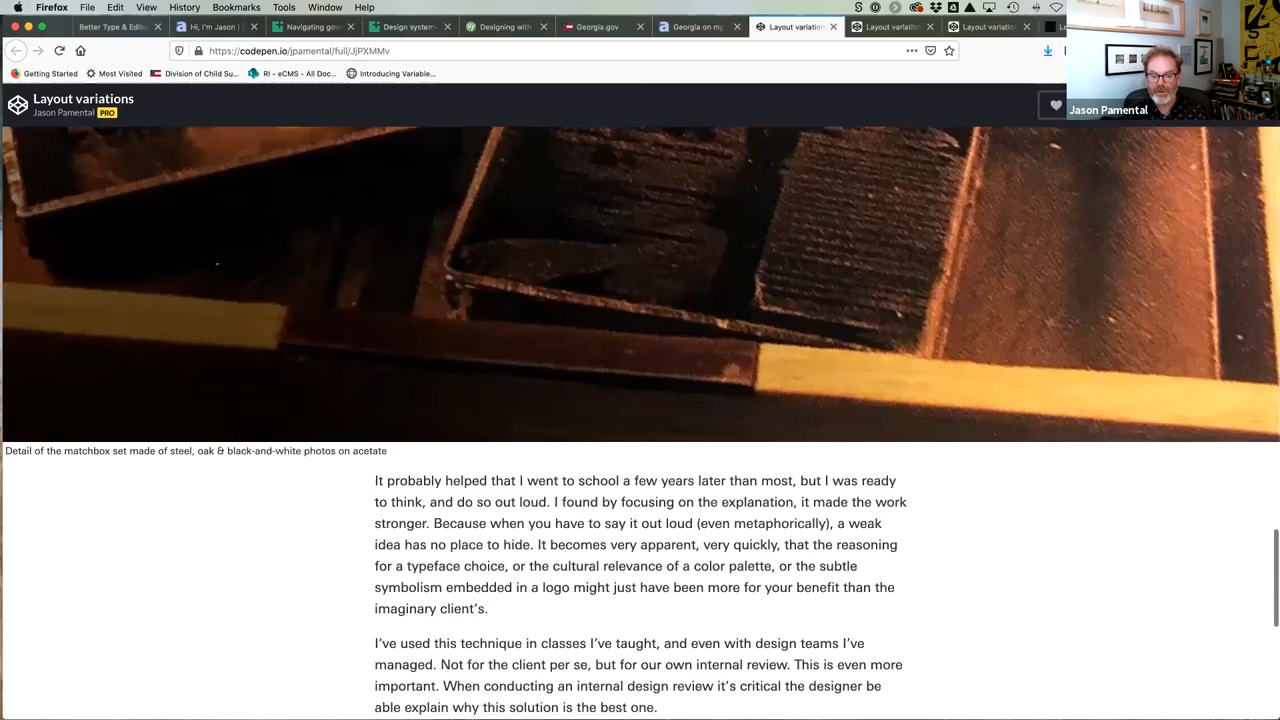 Firefox File Edit View History Bookmarks Tools Window Help
Better Type & Editor
Hi, I'm Jason |
Navigating gove
Design system
Designing with
Georgia.gov
Georgia on my
Layout variation
Layout variation
Layout variation
https://codepen.io/jpamental/full/JjPXMMv
Getting Started
Most Visited
Division of Child Su...
RI - eCMS - All Doc...
Introducing Variable...
Layout variations
Jason Pamental PRO
Jason Pamental
Detail of the matchbox set made of steel, oak & black-and-white photos on acetate
It probably helped that I went to school a few years later than most, but I was ready
to think, and do so out loud. I found by focusing on the explanation, it made the work
stronger. Because when you have to say it out loud (even metaphorically), a weak
idea has no place to hide. It becomes very apparent, very quickly, that the reasoning
for a typeface choice, or the cultural relevance of a color palette, or the subtle
symbolism embedded in a logo might just have been more for your benefit than the
imaginary client's.
I've used this technique in classes I've taught, and even with design teams I've
managed. Not for the client per se, but for our own internal review. This is even more
important. When conducting an internal design review it's critical the designer be
able explain why this solution is the best one.